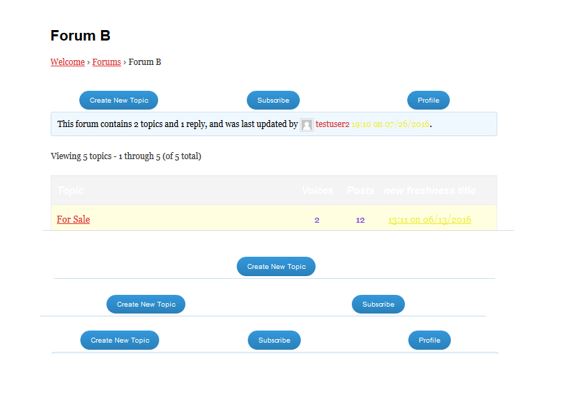 Forum B
Welcome › Forums › Forum B
Create New Topic Subscribe Profile
This forum contains 2 topics and 1 reply, and was last updated by testuser2 19:10 on 07-26/2016.
Viewing 5 topics - 1 through 5 (of 5 total)
Topic Voices Posts new freshness title
For Sale 2 12 13:11 on 06/13/2016
Create New Topic
Create New Topic Subscribe
Create New Topic Subscribe Profile